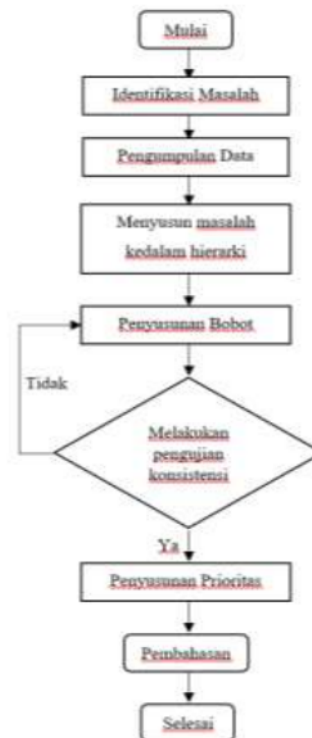 Mulai
Identifikasi Masalah
Pengumpulan Data
Menyusun masalah
kedalam hierarki
Penyusunan Bobot
Tidak
Melakukan
pengujian
konsistensi
Ya
Penyusunan Prioritas
Pembahasan
Selesai